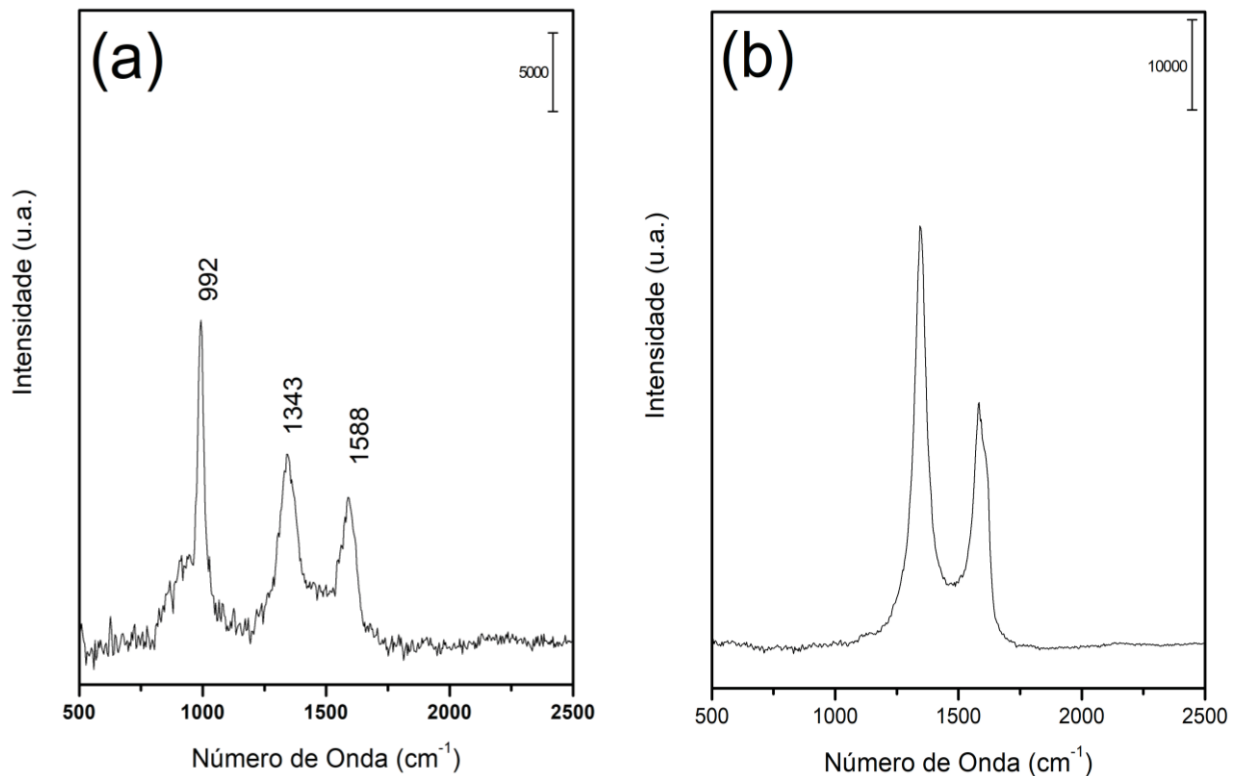 (a)
5000
992
1343
1588
Intensidade (u.a.)
500 1000 1500 2000 2500
Número de Onda (cm⁻¹)
(b)
10000
Intensidade (u.a.)
500 1000 1500 2000 2500
Número de Onda (cm⁻¹)